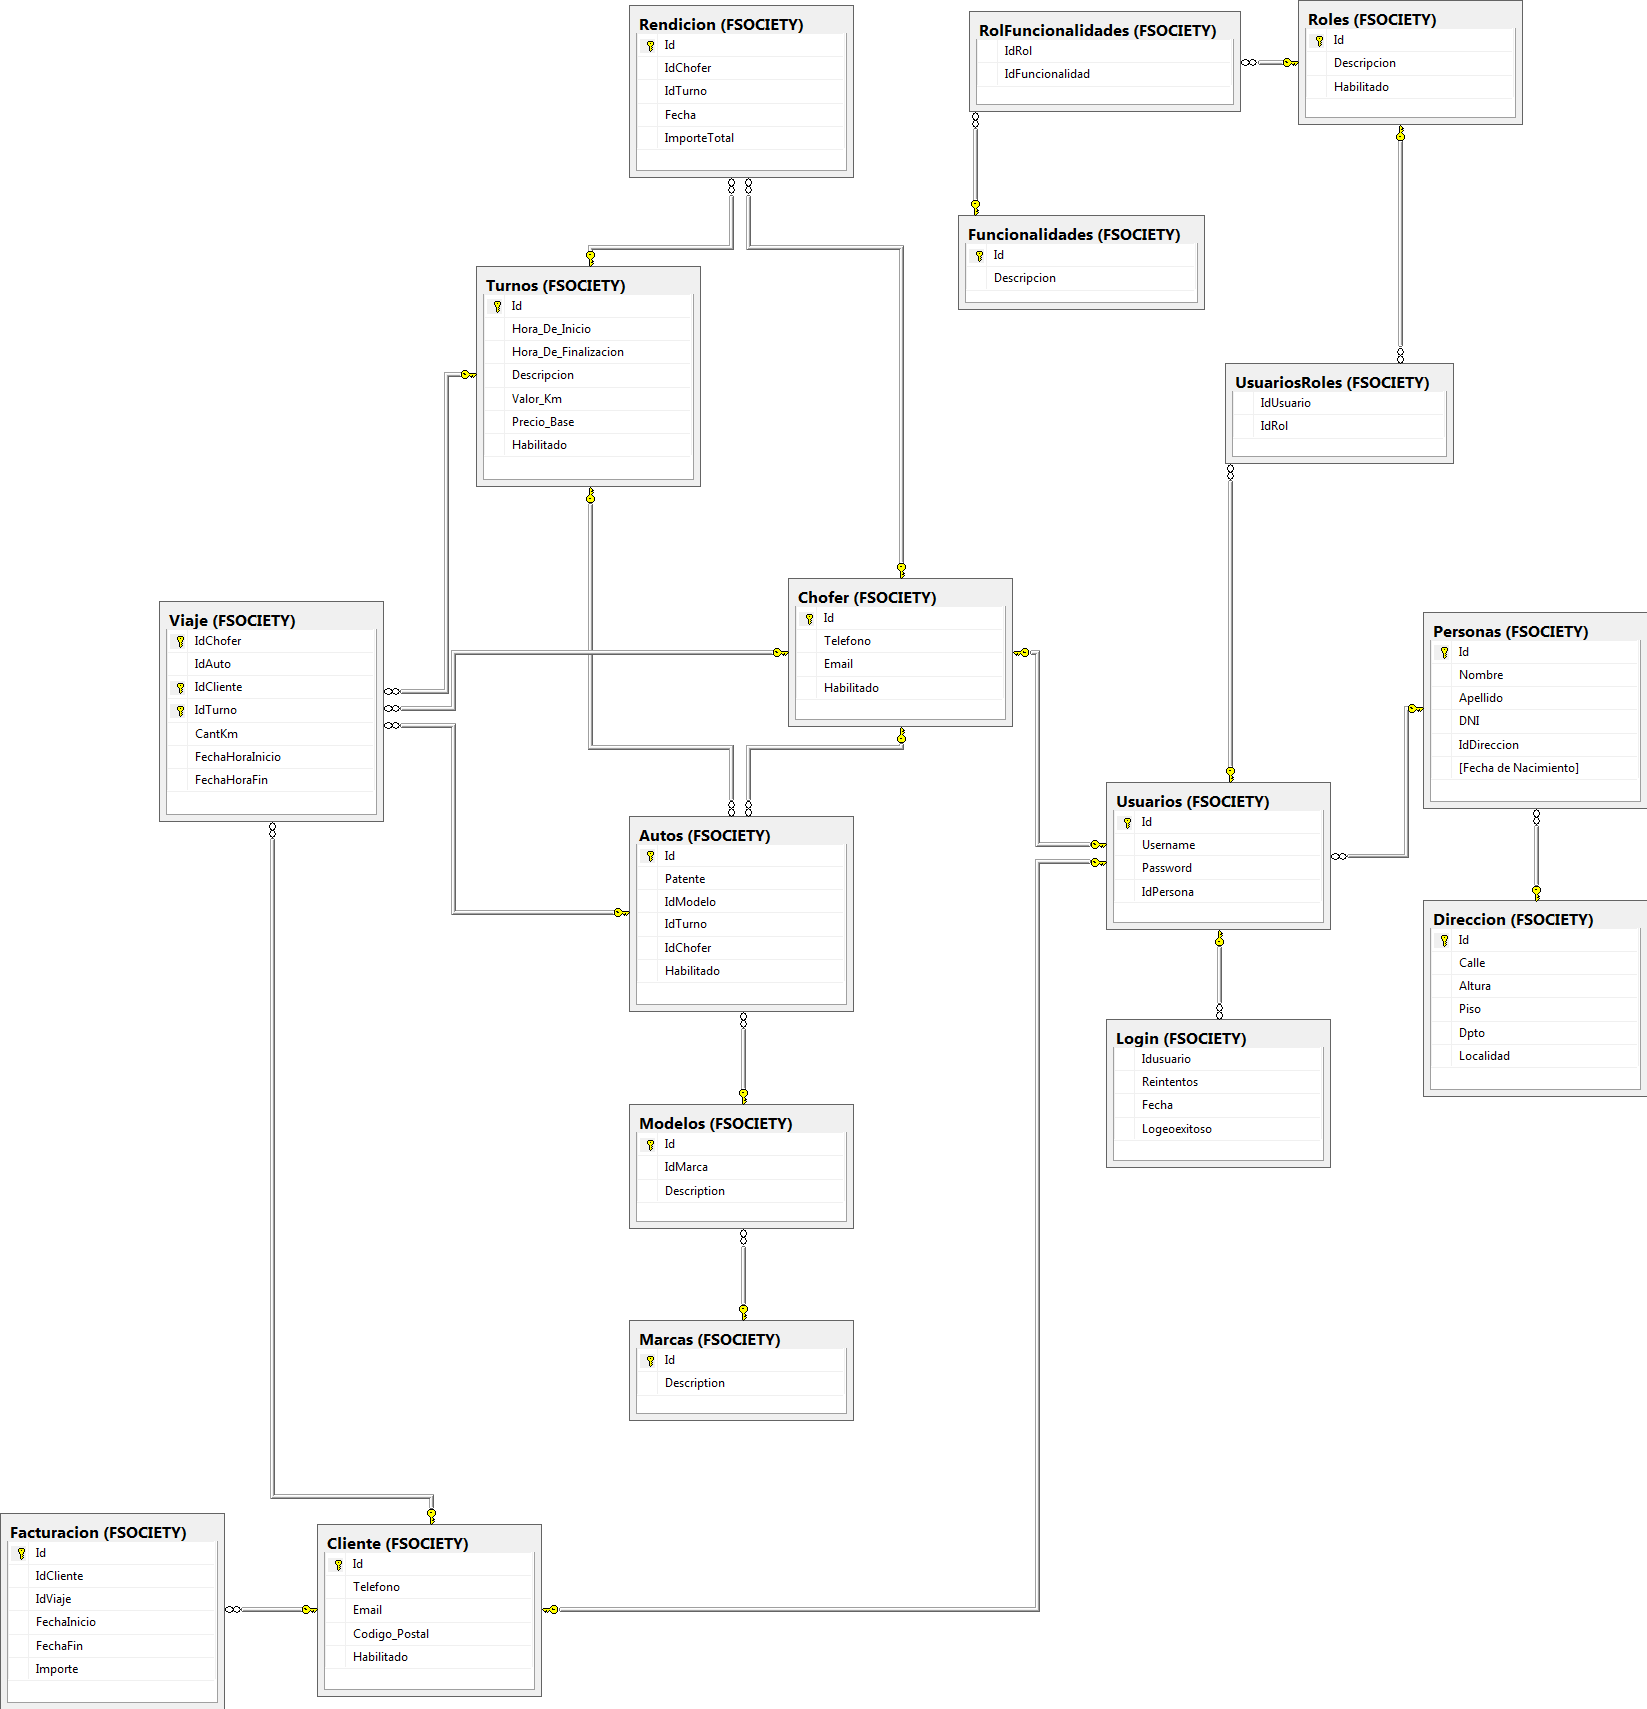 Rendicion (FSOCIETY)
Id
IdChofer
IdTurno
Fecha
ImporteTotal
RolFuncionalidades (FSOCIETY)
IdRol
IdFuncionalidad
Roles (FSOCIETY)
Id
Descripcion
Habilitado
Funcionalidades (FSOCIETY)
Id
Descripcion
Turnos (FSOCIETY)
Id
Hora_De_Inicio
Hora_De_Finalizacion
Descripcion
Valor_Km
Precio_Base
Habilitado
UsuariosRoles (FSOCIETY)
IdUsuario
IdRol
Chofer (FSOCIETY)
Id
Telefono
Email
Habilitado
Viaje (FSOCIETY)
IdChofer
IdAuto
IdCliente
IdTurno
CantKm
FechaHoraInicio
FechaHoraFin
Personas (FSOCIETY)
Id
Nombre
Apellido
DNI
IdDireccion
[Fecha de Nacimiento]
Usuarios (FSOCIETY)
Id
Username
Password
IdPersona
Autos (FSOCIETY)
Id
Patente
IdModelo
IdTurno
IdChofer
Habilitado
Direccion (FSOCIETY)
Id
Calle
Altura
Piso
Dpto
Localidad
Login (FSOCIETY)
Idusuario
Reintentos
Fecha
Logeoexitoso
Modelos (FSOCIETY)
Id
IdMarca
Description
Marcas (FSOCIETY)
Id
Description
Facturacion (FSOCIETY)
Id
IdCliente
IdViaje
FechaInicio
FechaFin
Importe
Cliente (FSOCIETY)
Id
Telefono
Email
Codigo_Postal
Habilitado